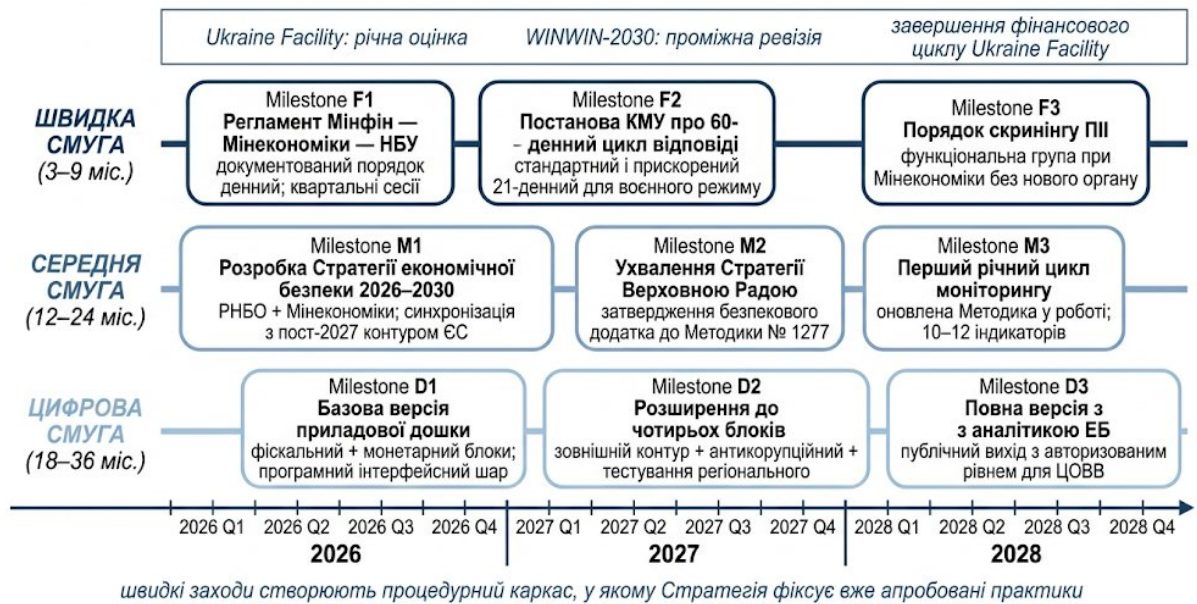 Ukraine Facility: річна оцінка
WINWIN-2030: проміжна ревізія
завершення фінансового
циклу Ukraine Facility
ШВИДКА
СМУГА
(3–9 міс.)
Milestone F1
Регламент Мінфін —
Мінекономіки — НБУ
документований порядок
денний; квартальні сесії
Milestone F2
Постанова КМУ про 60-
– денний цикл відповіді
стандартний і прискорений
21-денний для воєнного режиму
Milestone F3
Порядок скринінгу ПІІ
функціональна група при
Мінекономіки без нового органу
СЕРЕДНЯ
СМУГА
(12–24 міс.)
Milestone M1
Розробка Стратегії економічної
безпеки 2026–2030
РНБО + Мінекономіки; синхронізація
з пост-2027 контуром ЄС
Milestone M2
Ухвалення Стратегії
Верховною Радою
затвердження безпекового
додатка до Методики № 1277
Milestone M3
Перший річний цикл
моніторингу
оновлена Методика у роботі;
10–12 індикаторів
ЦИФРОВА
СМУГА
(18–36 міс.)
Milestone D1
Базова версія
приладової дошки
фіскальний + монетарний блоки;
програмний інтерфейсний шар
Milestone D2
Розширення до
чотирьох блоків
зовнішній контур + антикорупційний +
тестування регіонального
Milestone D3
Повна версія з
з аналітикою ЕБ
публічний вихід з авторизованим
рівнем для ЦОВВ
2026 Q1 2026 Q2 2026 Q3 2026 Q4 2027 Q1 2027 Q2 2027 Q3 2027 Q4 2028 Q1 2028 Q2 2028 Q3 2028 Q4
2026 2027 2028
швидкі заходи створюють процедурний каркас, у якому Стратегія фіксує вже апробовані практики